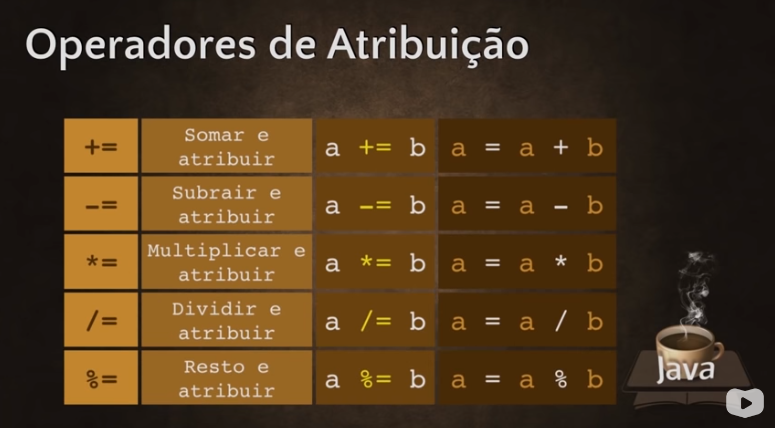 Operadores de Atribuição
+= Somar e atribuir a += b a = a + b
-= Subrair e atribuir a -= b a = a - b
*= Multiplicar e atribuir a *= b a = a * b
/= Dividir e atribuir a /= b a = a / b
%= Resto e atribuir a %= b a = a % b
Java